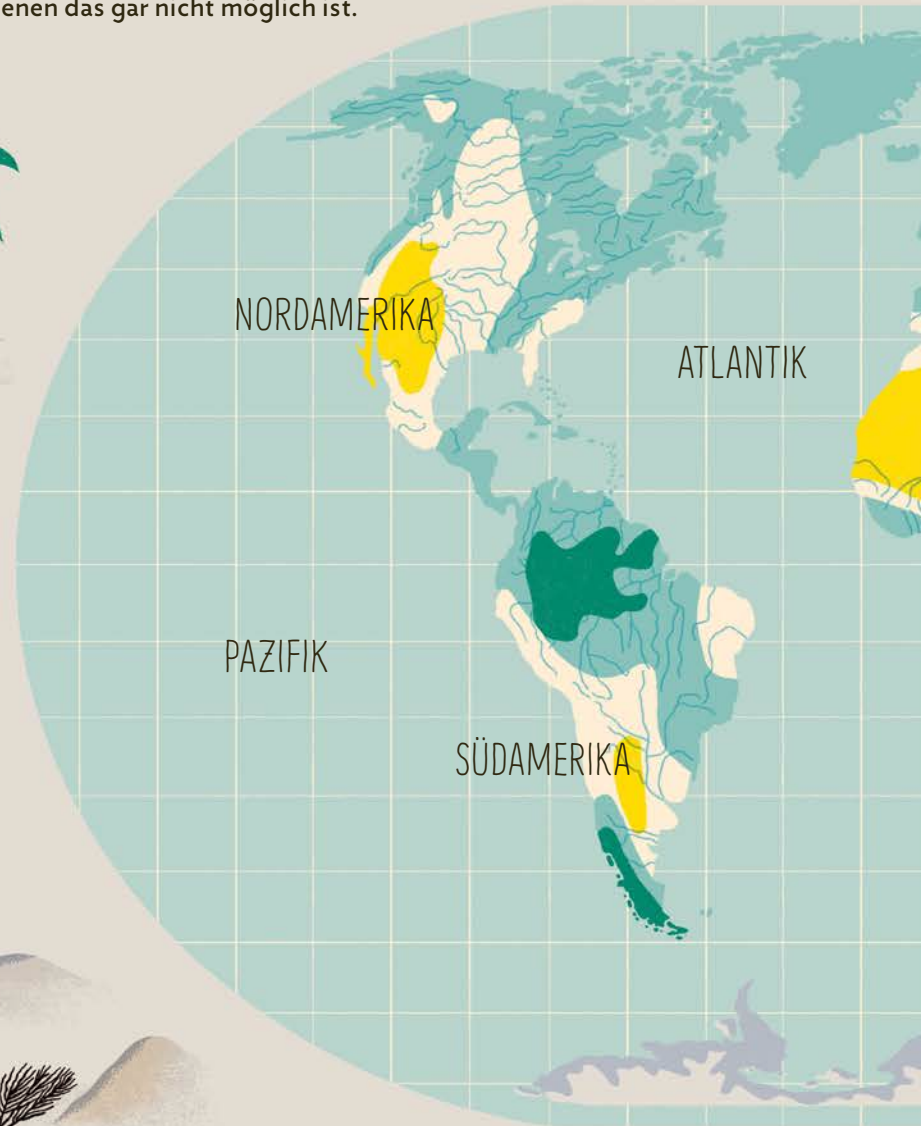 enen das gar nicht möglich ist.
NORDAMERIKA
ATLANTIK
PAZIFIK
SÜDAMERIKA